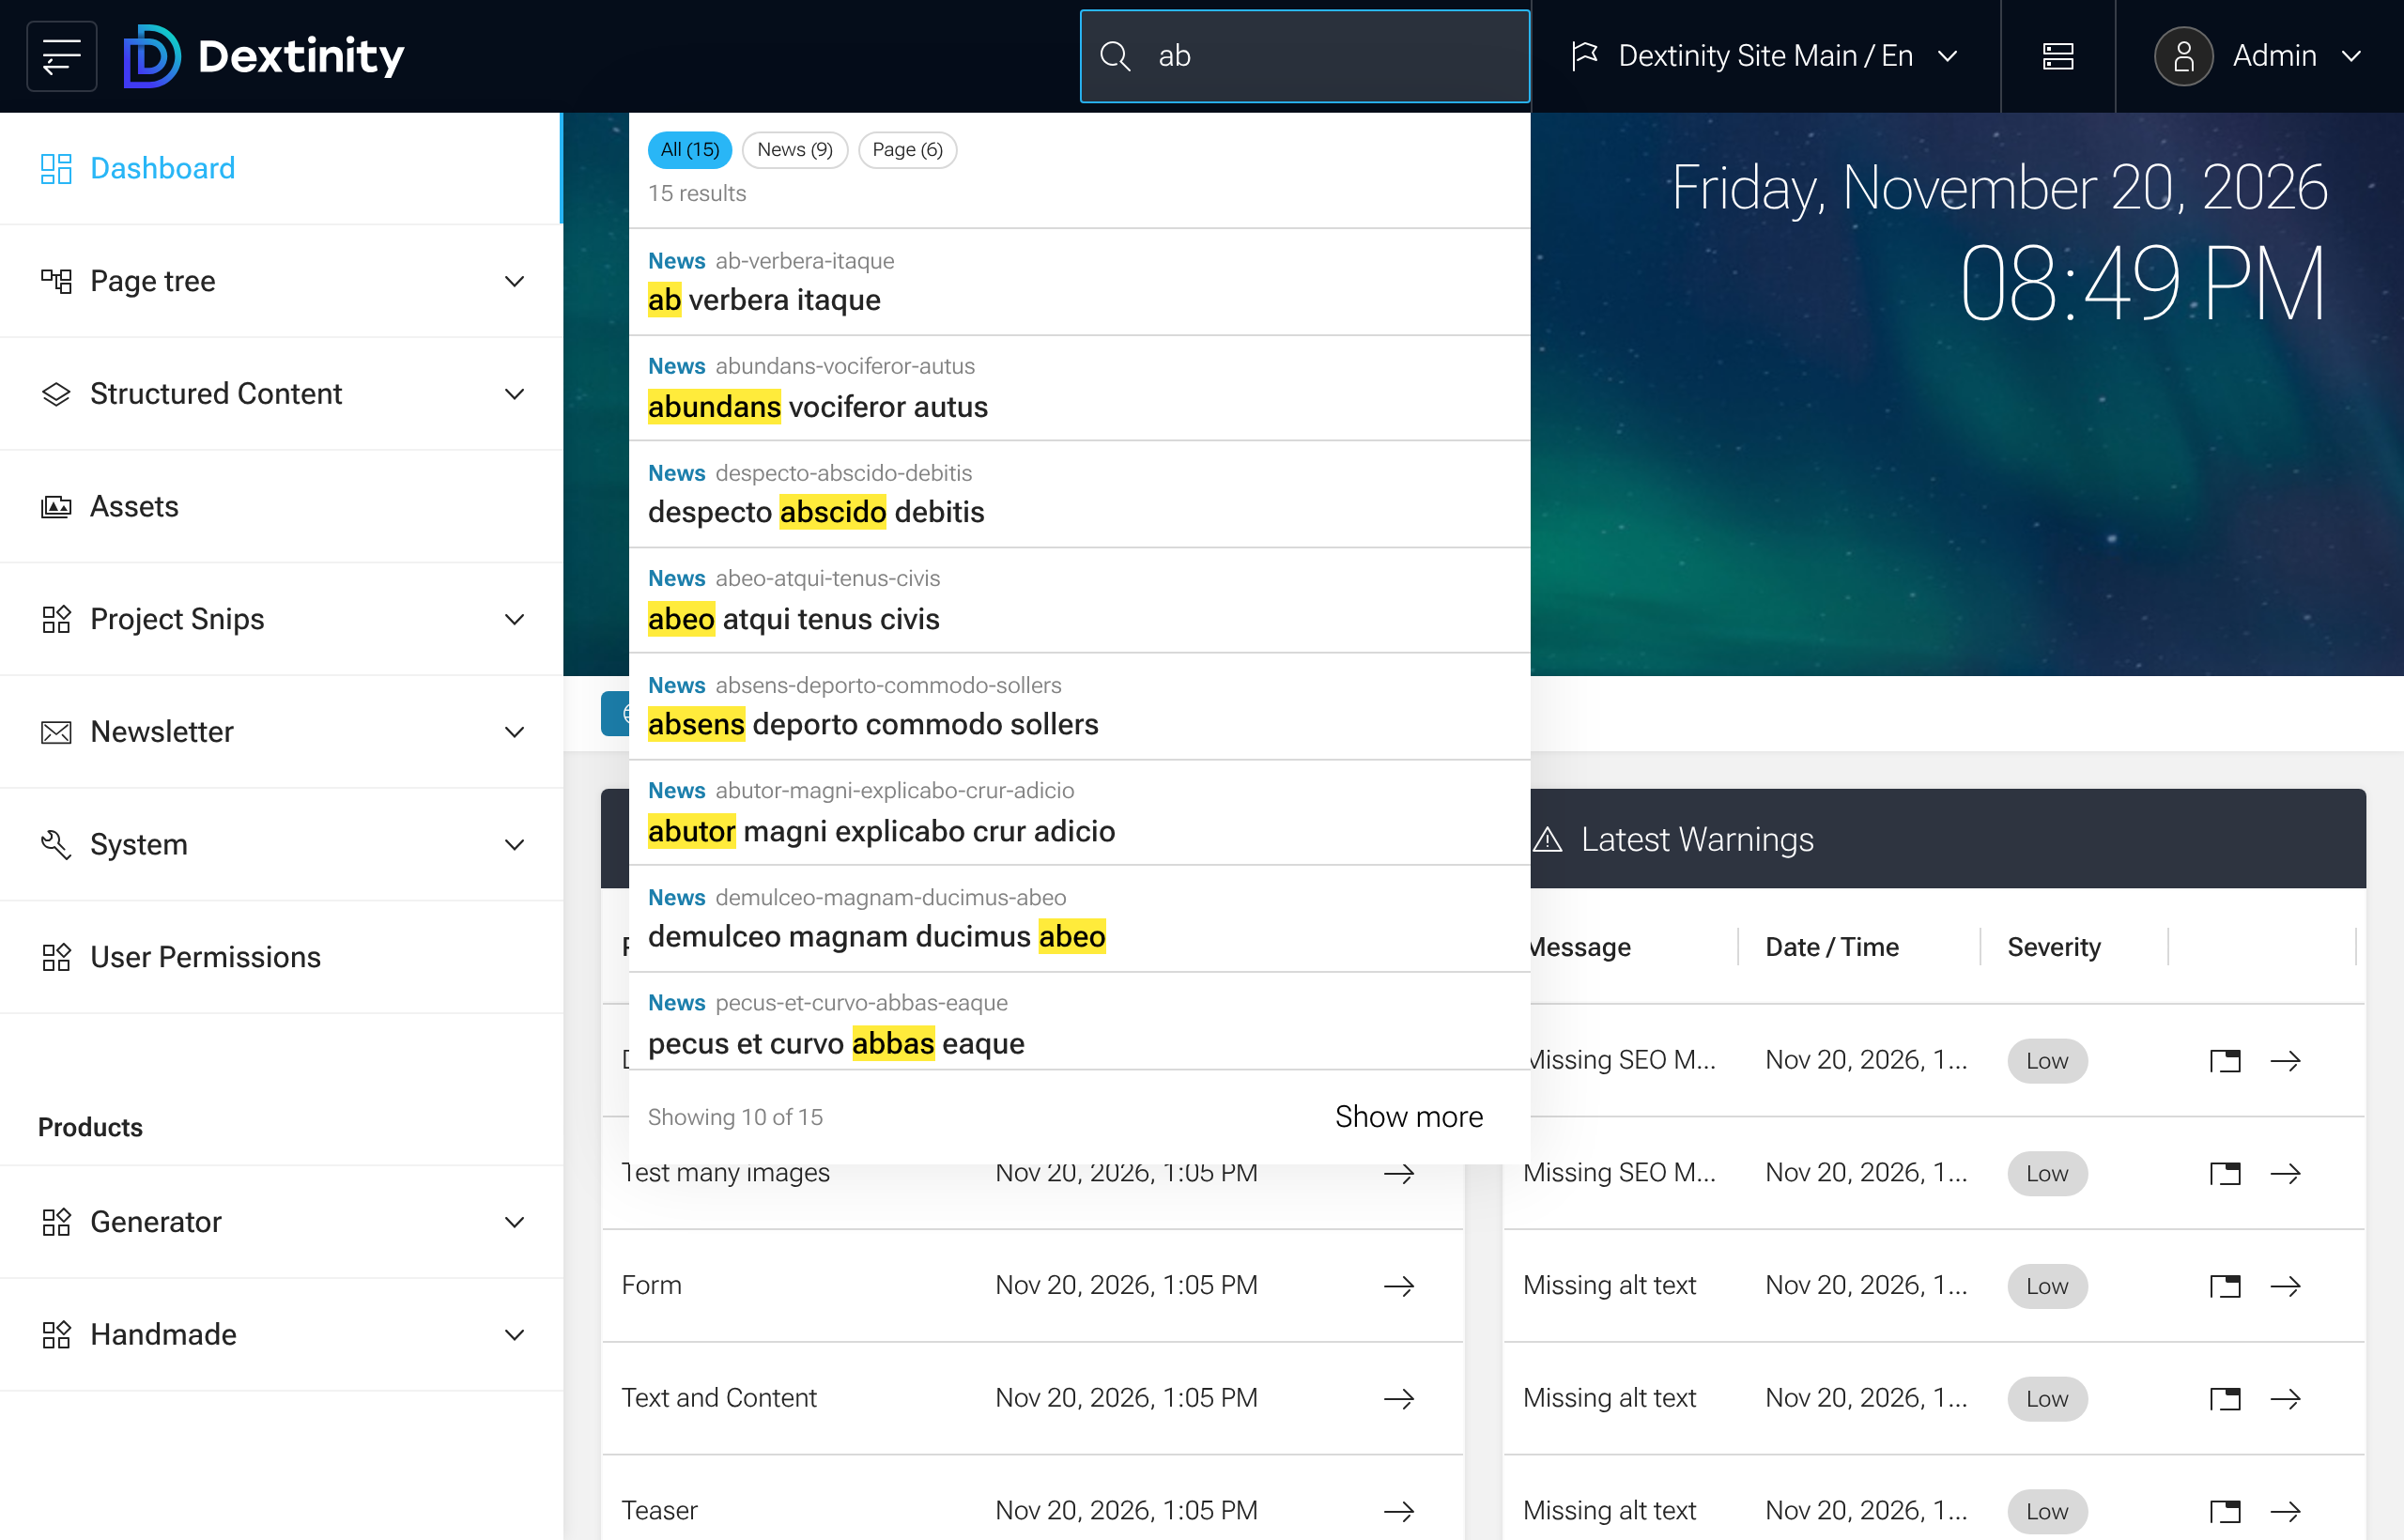 Dextinity
ab
Dextinity Site Main / En
Admin
Dashboard
Page tree
Structured Content
Assets
Project Snips
Newsletter
System
User Permissions
Products
Generator
Handmade
All (15)
News (9)
Page (6)
15 results
News ab-verbera-itaque
ab verbera itaque
News abundans-vociferor-autus
abundans vociferor autus
News despecto-abscido-debitis
despecto abscido debitis
News abeo-atqui-tenus-civis
abeo atqui tenus civis
News absens-deporto-commodo-sollers
absens deporto commodo sollers
News abutor-magni-explicabo-crur-adicio
abutor magni explicabo crur adicio
News demulceo-magnam-ducimus-abeo
demulceo magnam ducimus abeo
News pecus-et-curvo-abbas-eaque
pecus et curvo abbas eaque
Showing 10 of 15
Show more
Friday, November 20, 2026
08:49 PM
Test many images Nov 20, 2026, 1:05 PM
Form Nov 20, 2026, 1:05 PM
Text and Content Nov 20, 2026, 1:05 PM
Teaser Nov 20, 2026, 1:05 PM
Latest Warnings
Message Date / Time Severity
Missing SEO M... Nov 20, 2026, 1... Low
Missing SEO M... Nov 20, 2026, 1... Low
Missing alt text Nov 20, 2026, 1... Low
Missing alt text Nov 20, 2026, 1... Low
Missing alt text Nov 20, 2026, 1... Low